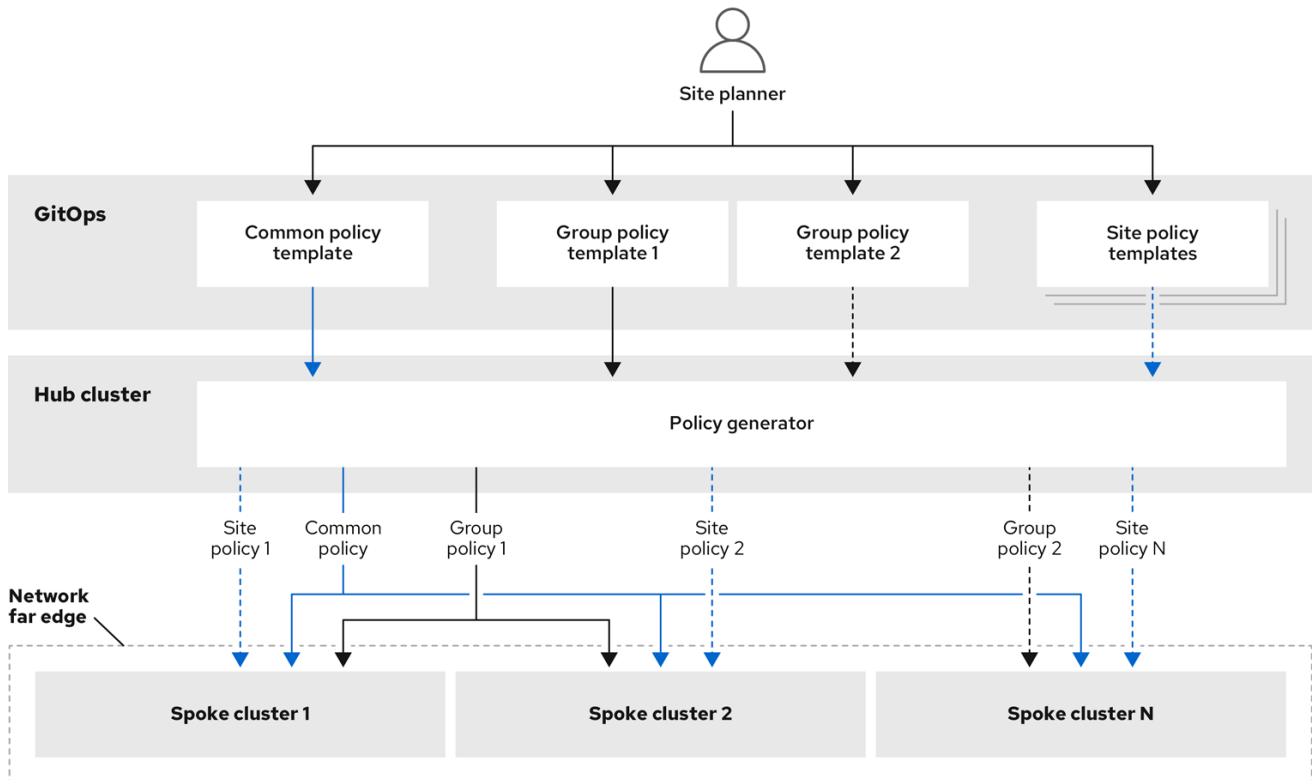 Site planner
GitOps
Common policy
template
Group policy
template 1
Group policy
template 2
Site policy
templates
Hub cluster
Policy generator
Site
policy 1
Common
policy
Group
policy 1
Site
policy 2
Group
policy 2
Site
policy N
Network
far edge
Spoke cluster 1
Spoke cluster 2
Spoke cluster N